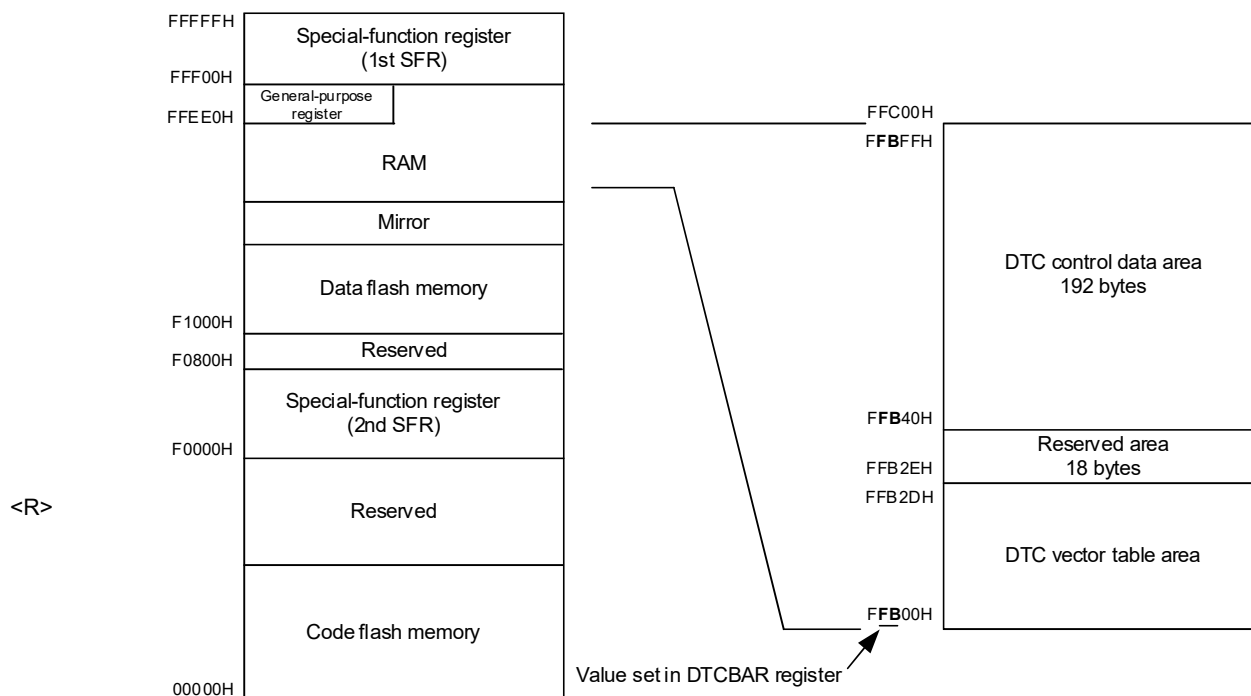 FFFFFH
Special-function register
(1st SFR)
FFF00H
General-purpose
register
FFEE0H
RAM
Mirror
Data flash memory
F1000H
Reserved
F0800H
Special-function register
(2nd SFR)
F0000H
<R>
Reserved
Code flash memory
00000H
FFC00H
FFBFFH
DTC control data area
192 bytes
FFB40H
Reserved area
18 bytes
FFB2EH
FFB2DH
DTC vector table area
FFB00H
Value set in DTCBAR register